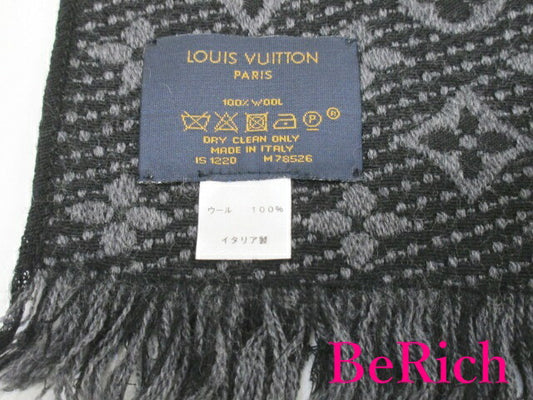 LOUIS VUITTON
PARIS
100% WOOL
P ®
DRY CLEAN ONLY
MADE IN ITALY
IS 1220 M78526
ウール 100%
イタリア製
BeRich